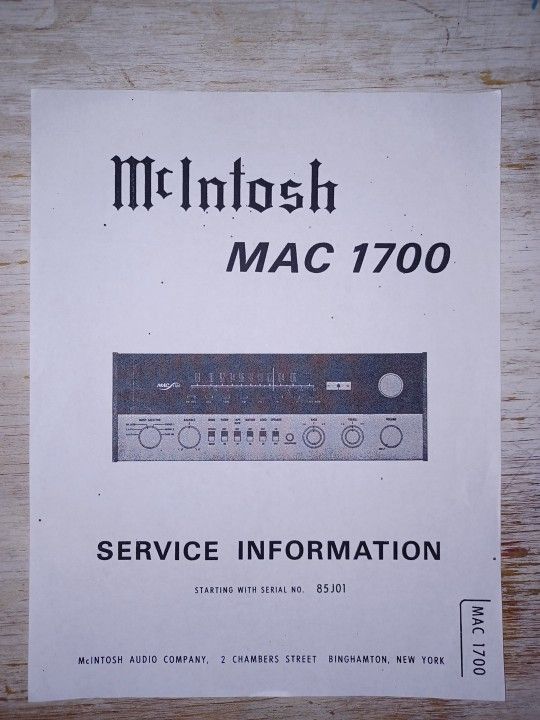 McIntosh
MAC 1700
SERVICE INFORMATION
STARTING WITH SERIAL NO. 85J01
MAC 1700
McINTOSH AUDIO COMPANY, 2 CHAMBERS STREET BINGHAMTON, NEW YORK